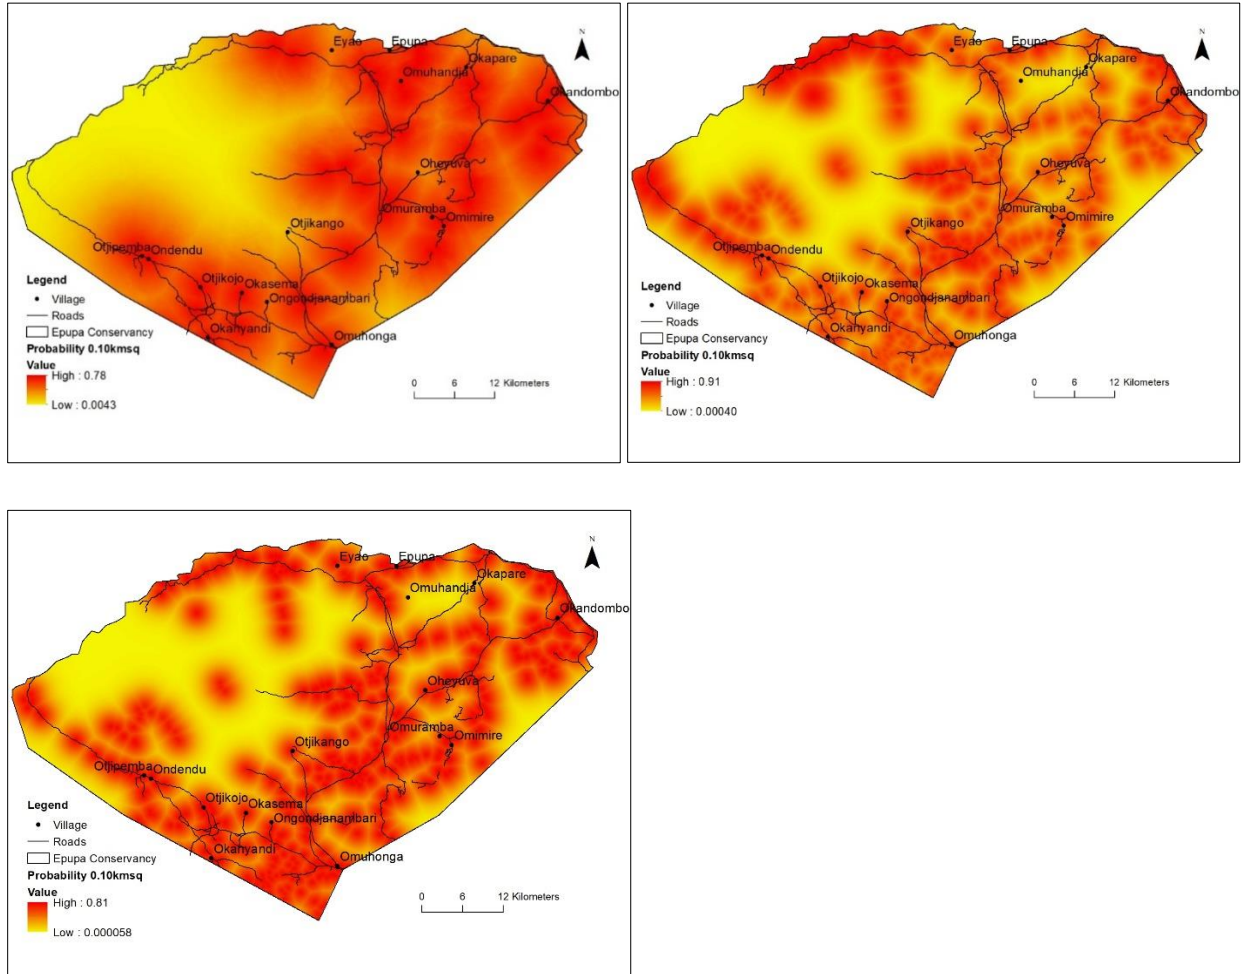 N
Eyao
Epupa
Okapare
Omuhandja
Okandombo
Oheyuva
Omuramba
Omimire
Otjikango
Otjipemba
Ondendu
Otjikojo
Okasema
Ongondjanambari
Okanyandi
Omuhonga
Legend
Village
Roads
Epupa Conservancy
Probability 0.10kmsq
Value
High : 0.78
Low : 0.0043
0 6 12 Kilometers
N
Eyao
Epupa
Okapare
Omuhandja
Okandombo
Oheyuva
Omuramba
Omimire
Otjikango
Otjipemba
Ondendu
Otjikojo
Okasema
Ongondjanambari
Okanyandi
Omuhonga
Legend
Village
Roads
Epupa Conservancy
Probability 0.10kmsq
Value
High : 0.91
Low : 0.00040
0 6 12 Kilometers
N
Eyao
Epupa
Okapare
Omuhandja
Okandombo
Oheyuva
Omuramba
Omimire
Otjikango
Otjipemba
Ondendu
Otjikojo
Okasema
Ongondjanambari
Okanyandi
Omuhonga
Legend
Village
Roads
Epupa Conservancy
Probability 0.10kmsq
Value
High : 0.81
Low : 0.000058
0 6 12 Kilometers